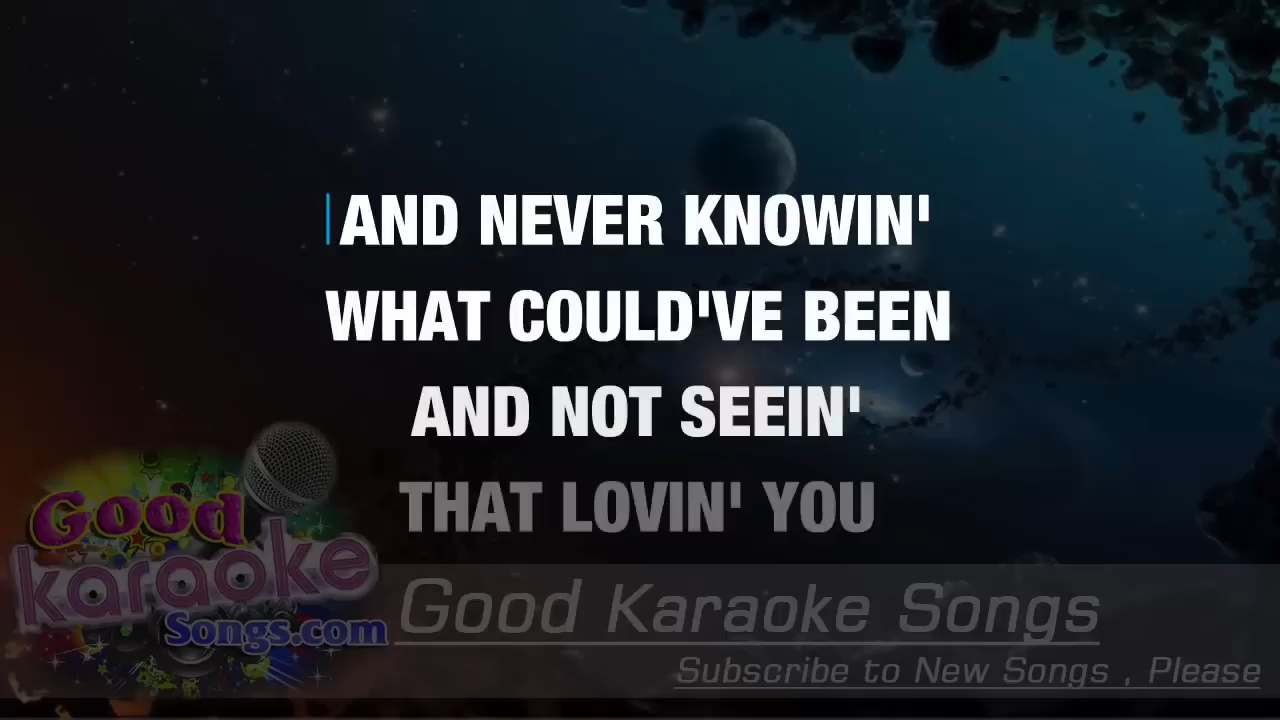 AND NEVER KNOWIN'
WHAT COULD'VE BEEN
AND NOT SEEIN'
THAT LOVIN' YOU
Good
karaoke
Songs.com
Good Karaoke Songs
Subscribe to New Songs , Please